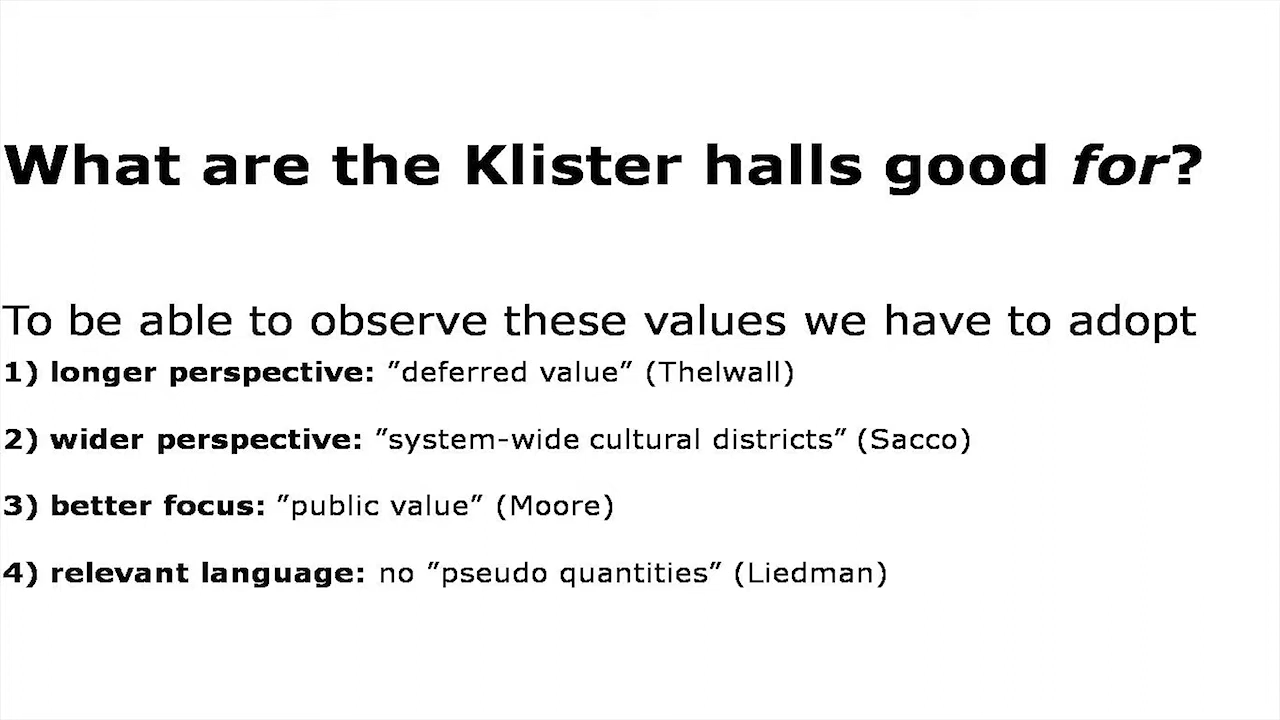 What are the Klister halls good for?
To be able to observe these values we have to adopt
1) longer perspective: ”deferred value” (Thelwall)
2) wider perspective: ”system-wide cultural districts” (Sacco)
3) better focus: ”public value” (Moore)
4) relevant language: no ”pseudo quantities” (Liedman)